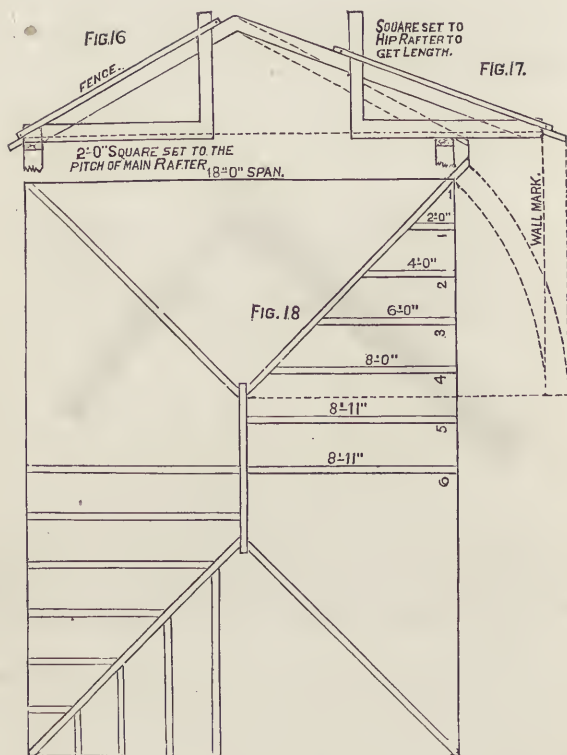 FIG.16
FENCE.
SQUARE SET TO
HIP RAFTER TO
GET LENGTH.
FIG.17.
2'-0" SQUARE SET TO THE
PITCH OF MAIN RAFTER
18'-0" SPAN.
WALL MARK.
1
2'-0"
1
4'-0"
2
FIG.18
6'-0"
3
8'-0"
4
8'-11"
5
8'-11"
6